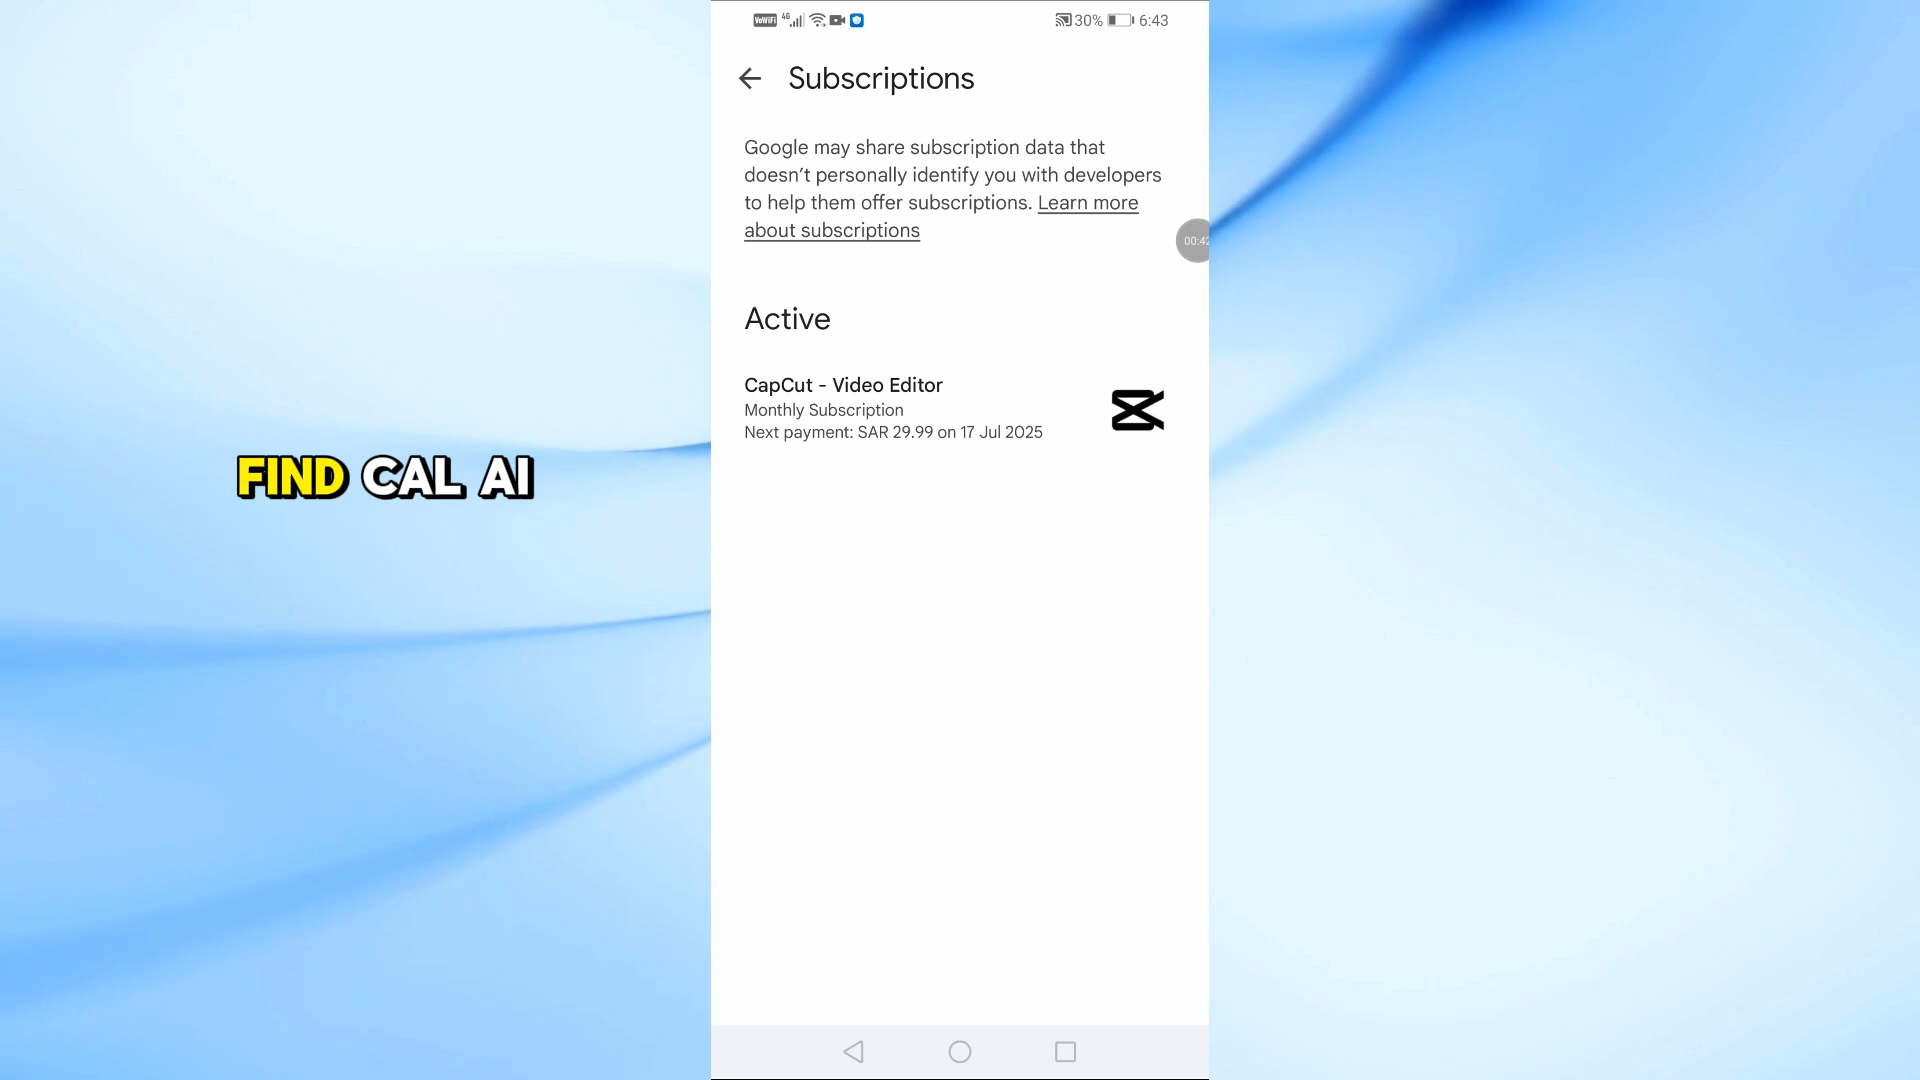 VoWiFi 4G 30% 6:43
Subscriptions
Google may share subscription data that
doesn't personally identify you with developers
to help them offer subscriptions. Learn more
about subscriptions
00:42
Active
CapCut - Video Editor
Monthly Subscription
Next payment: SAR 29.99 on 17 Jul 2025
FIND CAL AI